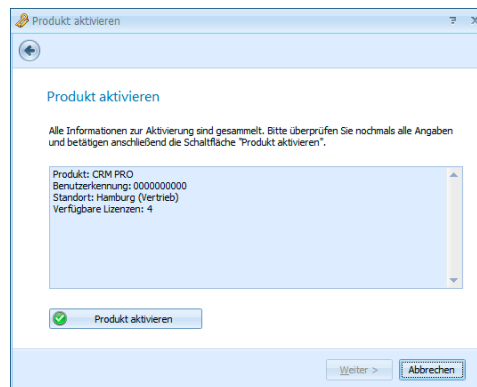 Produkt aktivieren
Produkt aktivieren
Alle Informationen zur Aktivierung sind gesammelt. Bitte überprüfen Sie nochmals alle Angaben
und betätigen anschließend die Schaltfläche "Produkt aktivieren".
Produkt: CRM PRO
Benutzerkennung: 0000000000
Standort: Hamburg (Vertrieb)
Verfügbare Lizenzen: 4
Produkt aktivieren
Weiter >
Abbrechen